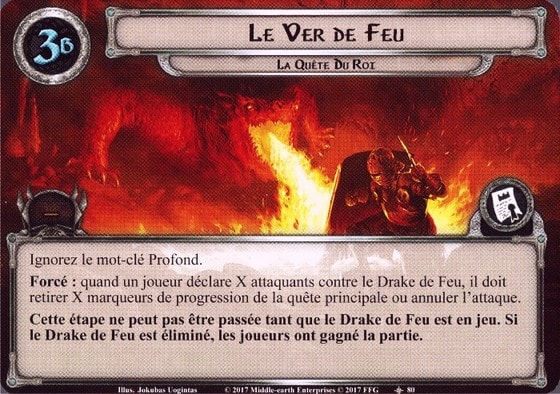 3B
Le Ver de Feu
La Quête Du Roi
–
Ignorez le mot-clé Profond.
Forcé : quand un joueur déclare X attaquants contre le Drake de Feu, il doit
retirer X marqueurs de progression de la quête principale ou annuler l'attaque.
Cette étape ne peut pas être passée tant que le Drake de Feu est en jeu. Si
le Drake de Feu est éliminé, les joueurs ont gagné la partie.
Illus. Jokubas Uogintas © 2017 Middle-earth Enterprises © 2017 FFG 80